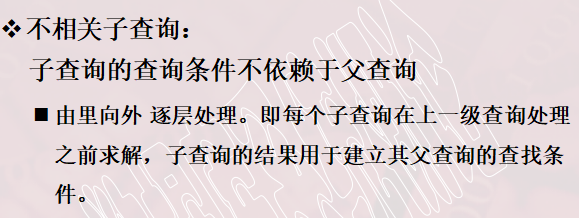 ❖不相关子查询：
子查询的查询条件不依赖于父查询
■ 由里向外 逐层处理。即每个子查询在上一级查询处理
之前求解，子查询的结果用于建立其父查询的查找条
件。